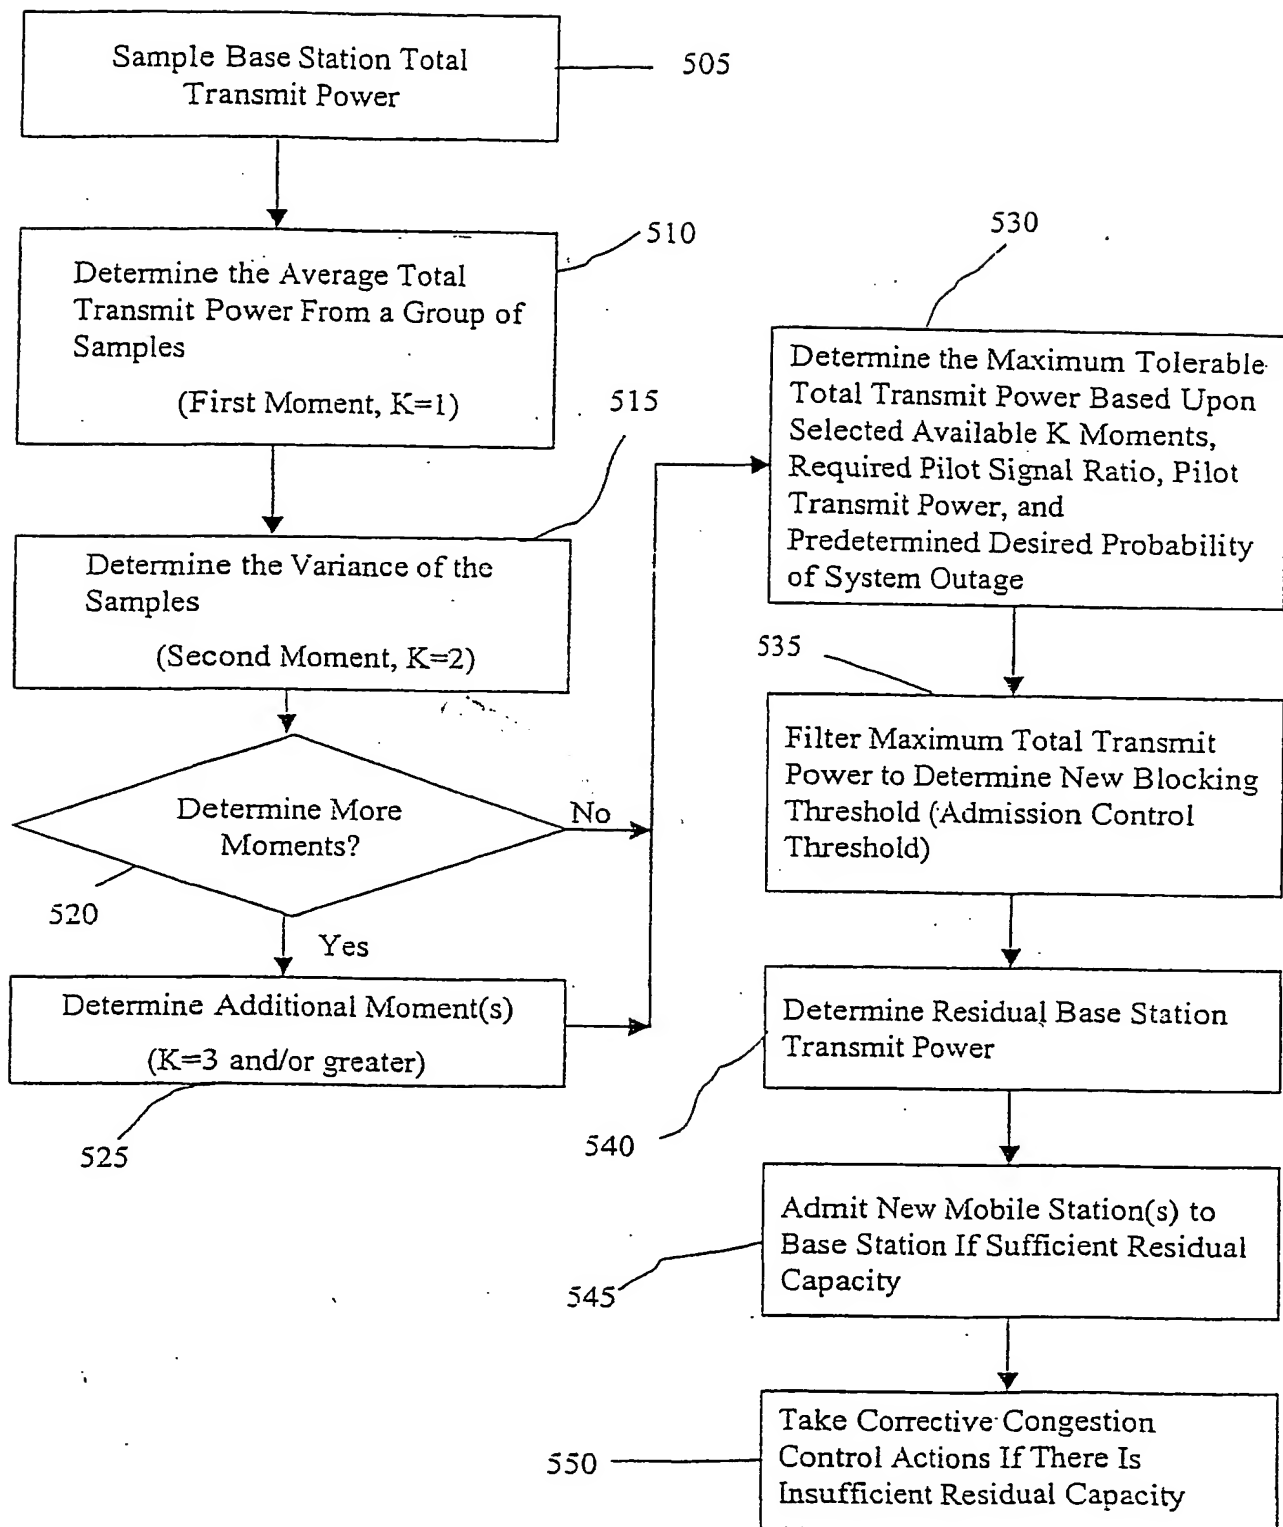 Sample Base Station Total
Transmit Power
505
Determine the Average Total
Transmit Power From a Group of
Samples
(First Moment, K=1)
510
Determine the Variance of the
Samples
(Second Moment, K=2)
515
Determine More
Moments?
No
520
Yes
Determine Additional Moment(s)
(K=3 and/or greater)
525
530
Determine the Maximum Tolerable
Total Transmit Power Based Upon
Selected Available K Moments,
Required Pilot Signal Ratio, Pilot
Transmit Power, and
Predetermined Desired Probability
of System Outage
535
Filter Maximum Total Transmit
Power to Determine New Blocking
Threshold (Admission Control
Threshold)
Determine Residual Base Station
Transmit Power
540
Admit New Mobile Station(s) to
Base Station If Sufficient Residual
Capacity
545
Take Corrective Congestion
Control Actions If There Is
Insufficient Residual Capacity
550